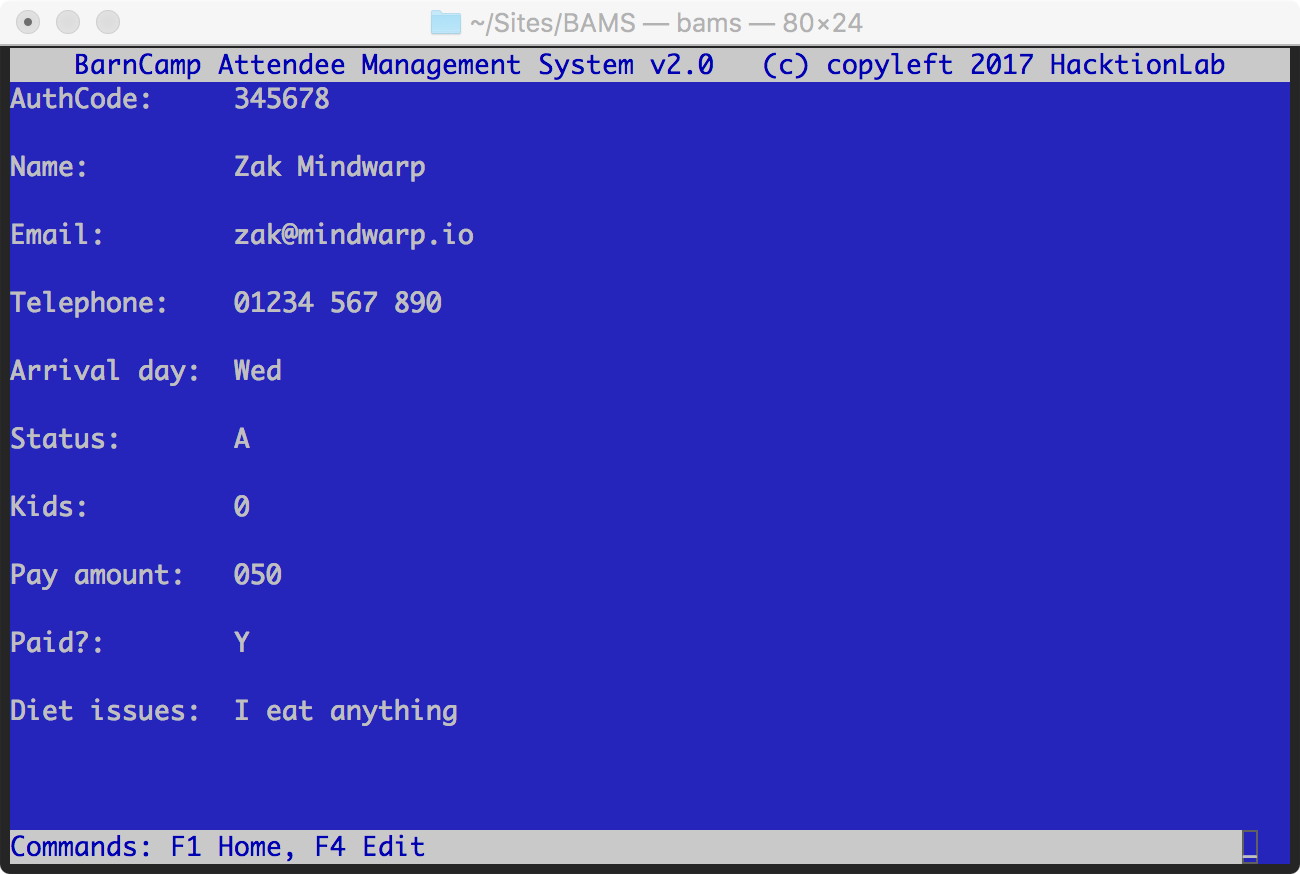 ~/Sites/BAMS — bams — 80×24
BarnCamp Attendee Management System v2.0   (c) copyleft 2017 HacktionLab
AuthCode:     345678
Name:         Zak Mindwarp
Email:        zak@mindwarp.io
Telephone:    01234 567 890
Arrival day:  Wed
Status:       A
Kids:         0
Pay amount:   050
Paid?:        Y
Diet issues:  I eat anything
Commands: F1 Home, F4 Edit